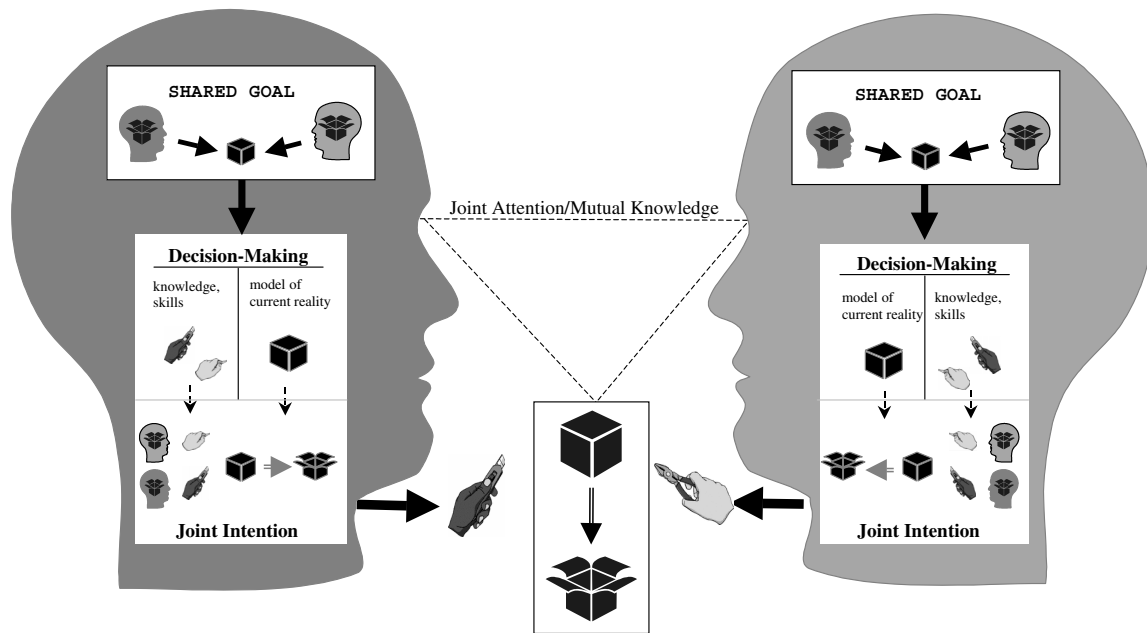 SHARED GOAL
SHARED GOAL
Joint Attention/Mutual Knowledge
Decision-Making
knowledge,
skills
model of
current reality
Joint Intention
Decision-Making
model of
current reality
knowledge,
skills
Joint Intention